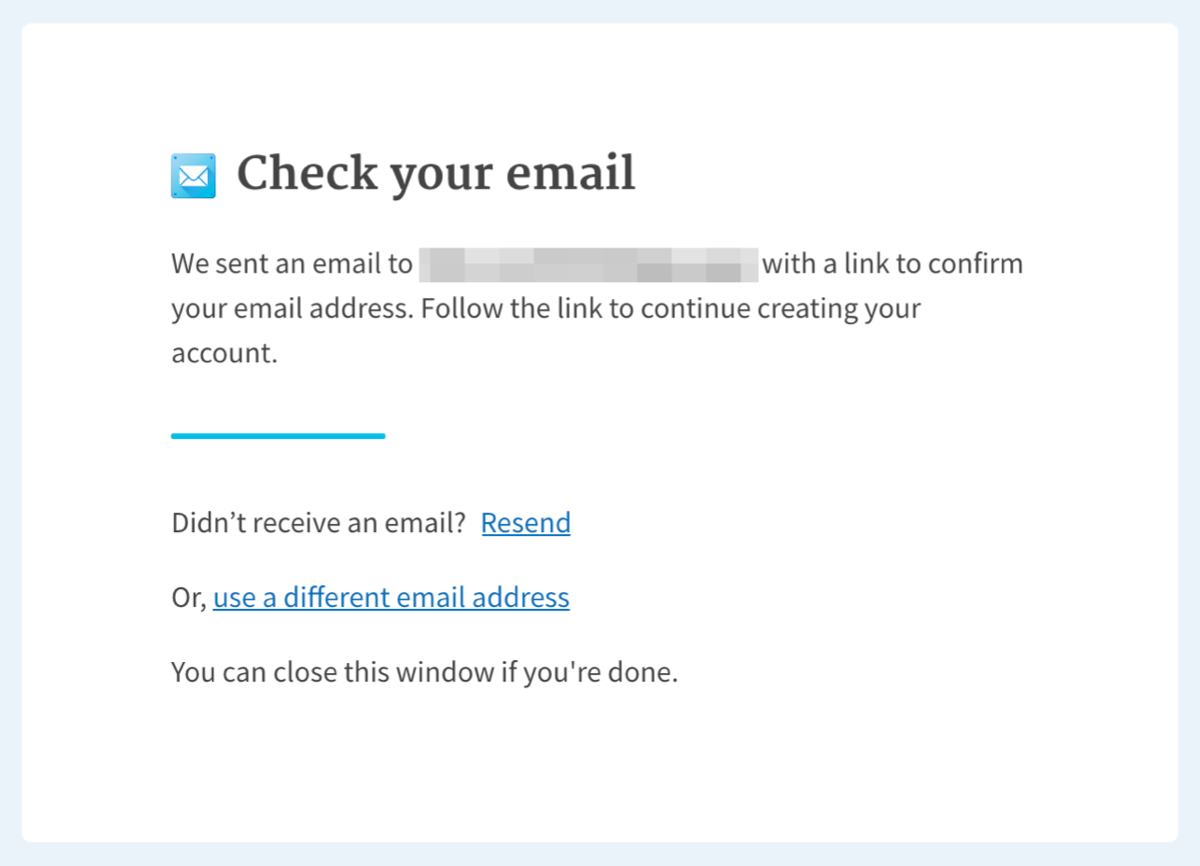 Check your email
We sent an email to with a link to confirm
your email address. Follow the link to continue creating your
account.
Didn’t receive an email? Resend
Or, use a different email address
You can close this window if you're done.